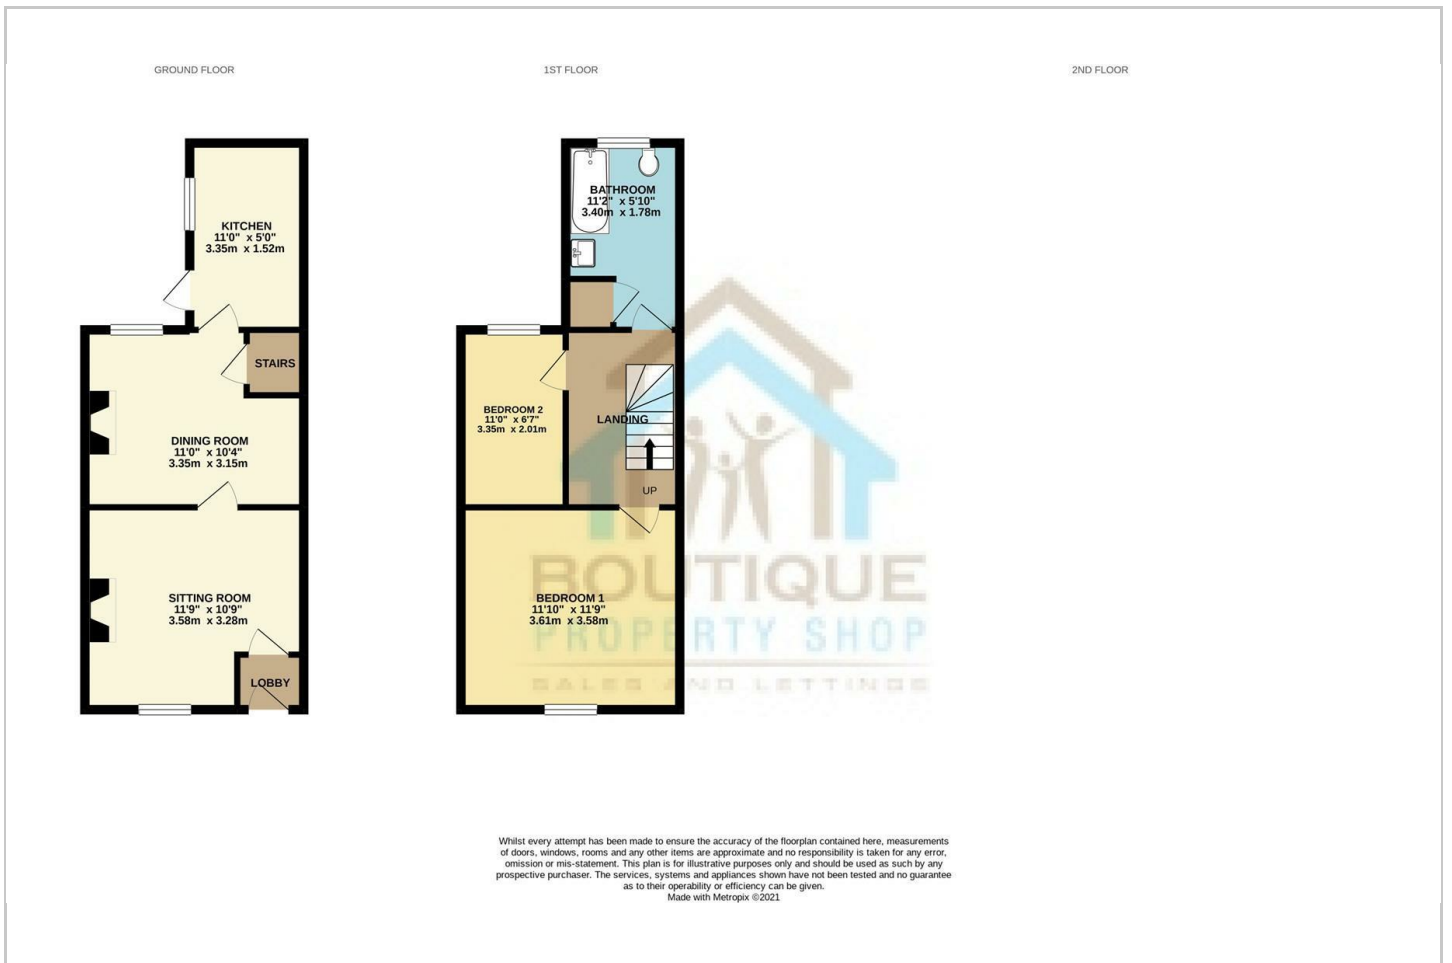 GROUND FLOOR
1ST FLOOR
2ND FLOOR
KITCHEN
11'0" x 5'0"
3.35m x 1.52m
STAIRS
DINING ROOM
11'0" x 10'4"
3.35m x 3.15m
SITTING ROOM
11'9" x 10'9"
3.58m x 3.28m
LOBBY
BATHROOM
11'2" x 5'10"
3.40m x 1.78m
BEDROOM 2
11'0" x 6'7"
3.35m x 2.01m
LANDING
UP
BEDROOM 1
11'10" x 11'9"
3.61m x 3.58m
BOUTIQUE
PROPERTY SHOP
SALES AND LETTINGS
Whilst every attempt has been made to ensure the accuracy of the floorplan contained here, measurements
of doors, windows, rooms and any other items are approximate and no responsibility is taken for any error,
omission or mis-statement. This plan is for illustrative purposes only and should be used as such by any
prospective purchaser. The services, systems and appliances shown have not been tested and no guarantee
as to their operability or efficiency can be given.
Made with Metropix ©2021